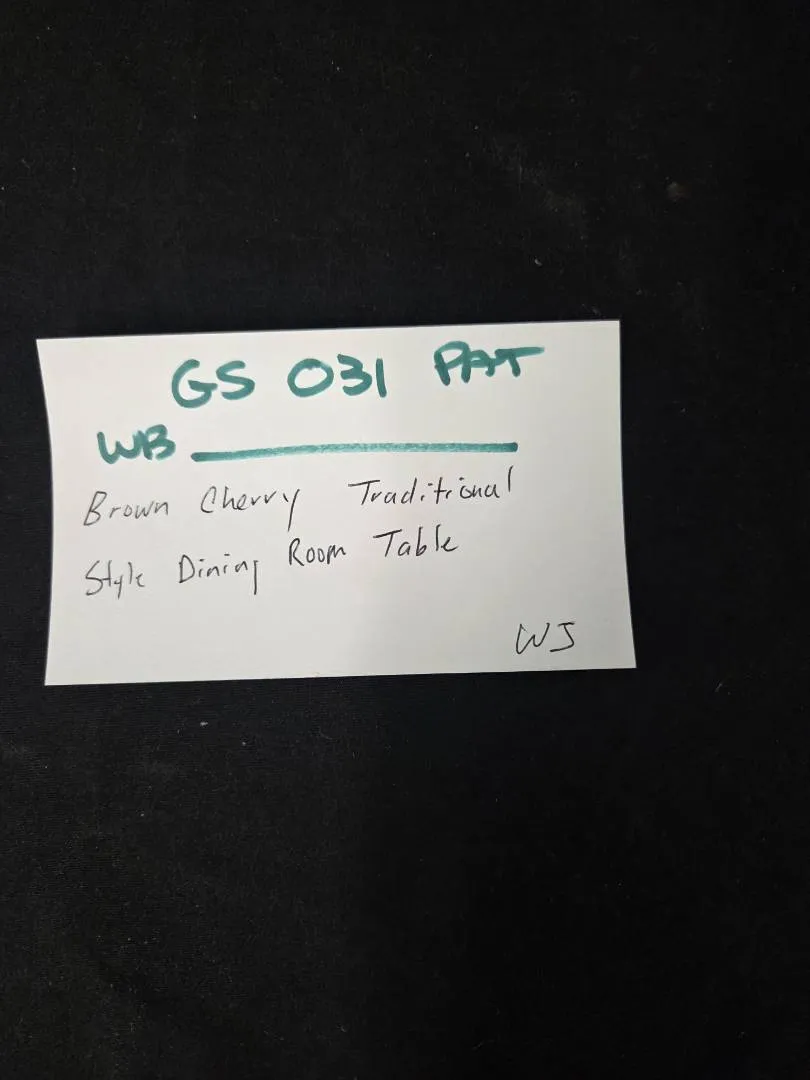 GS 031 PAT
WB
Brown Cherry Traditional
Style Dining Room Table
WJ